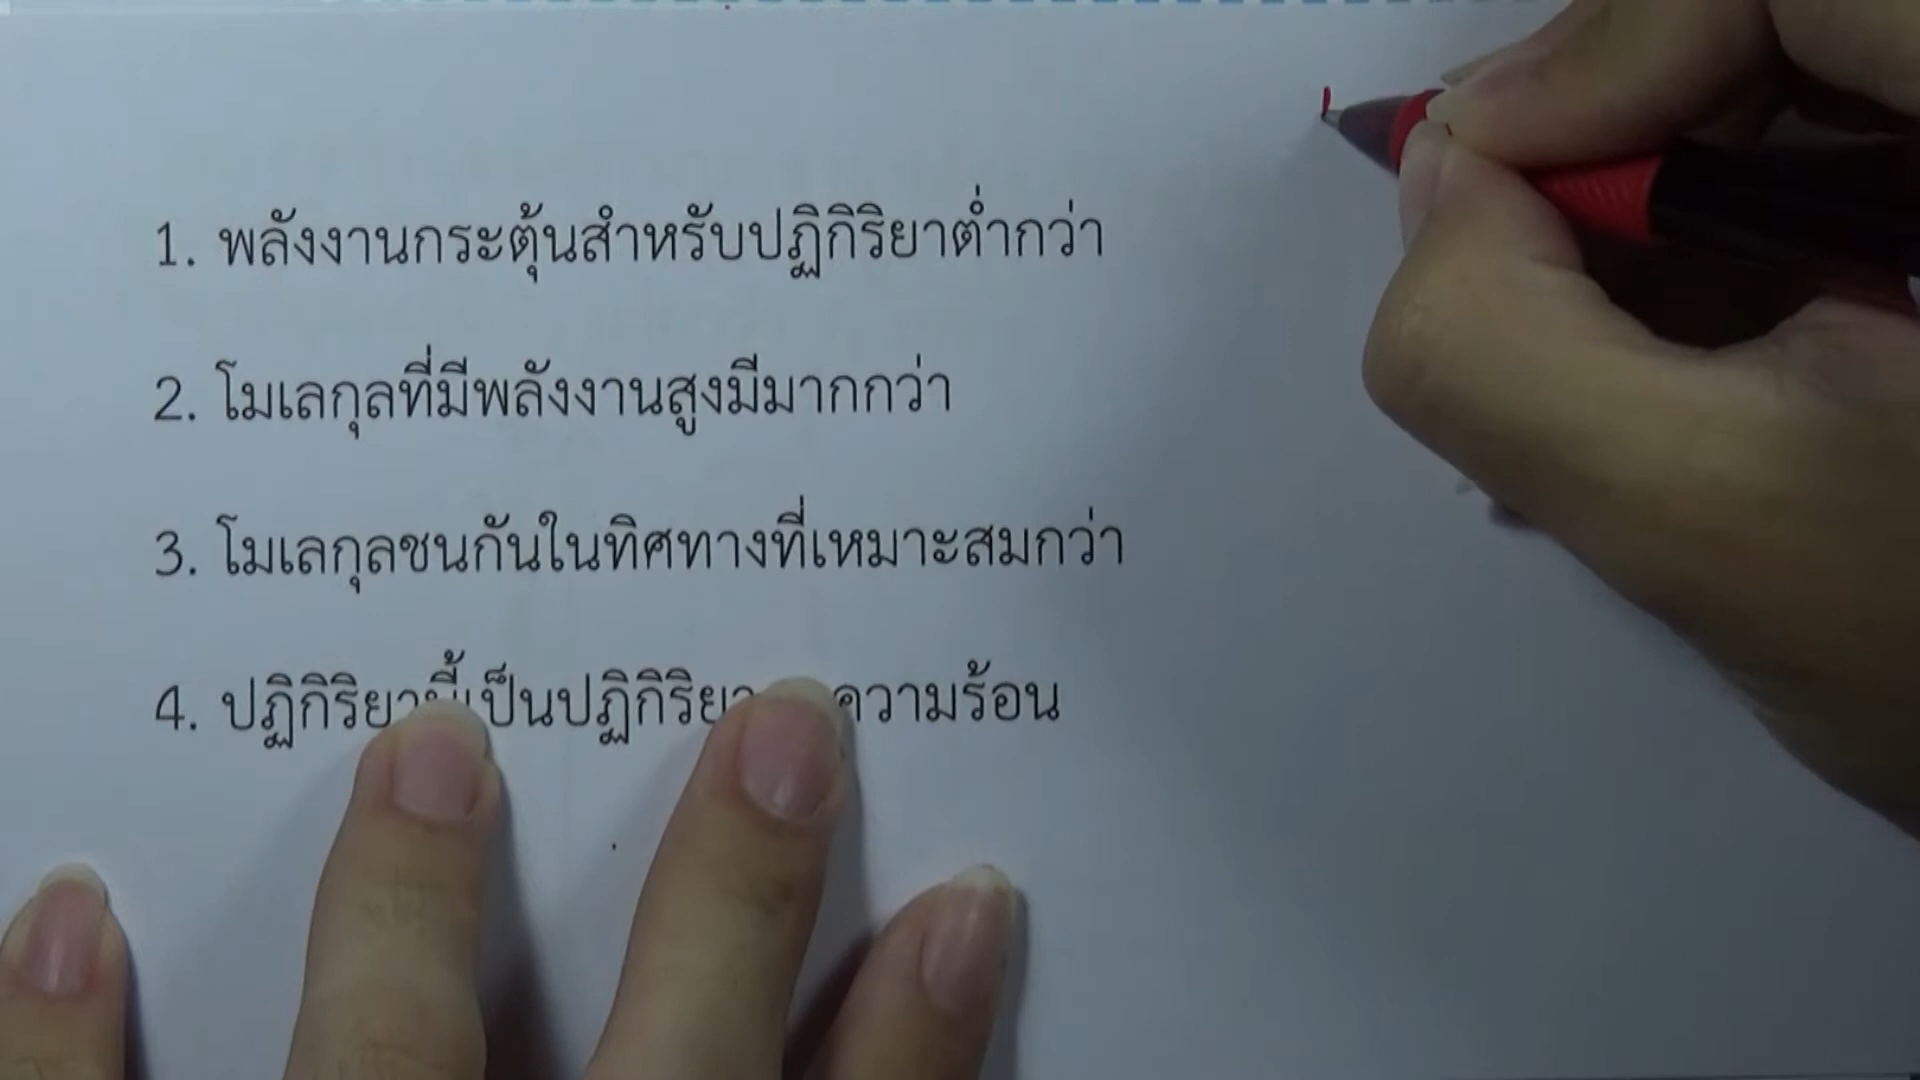 1. พลังงานกระตุ้นสำหรับปฏิกิริยาต่ำกว่า
2. โมเลกุลที่มีพลังงานสูงมีมากกว่า
3. โมเลกุลชนกันในทิศทางที่เหมาะสมกว่า
4. ปฏิกิริยานี้เป็นปฏิกิริยา ความร้อน